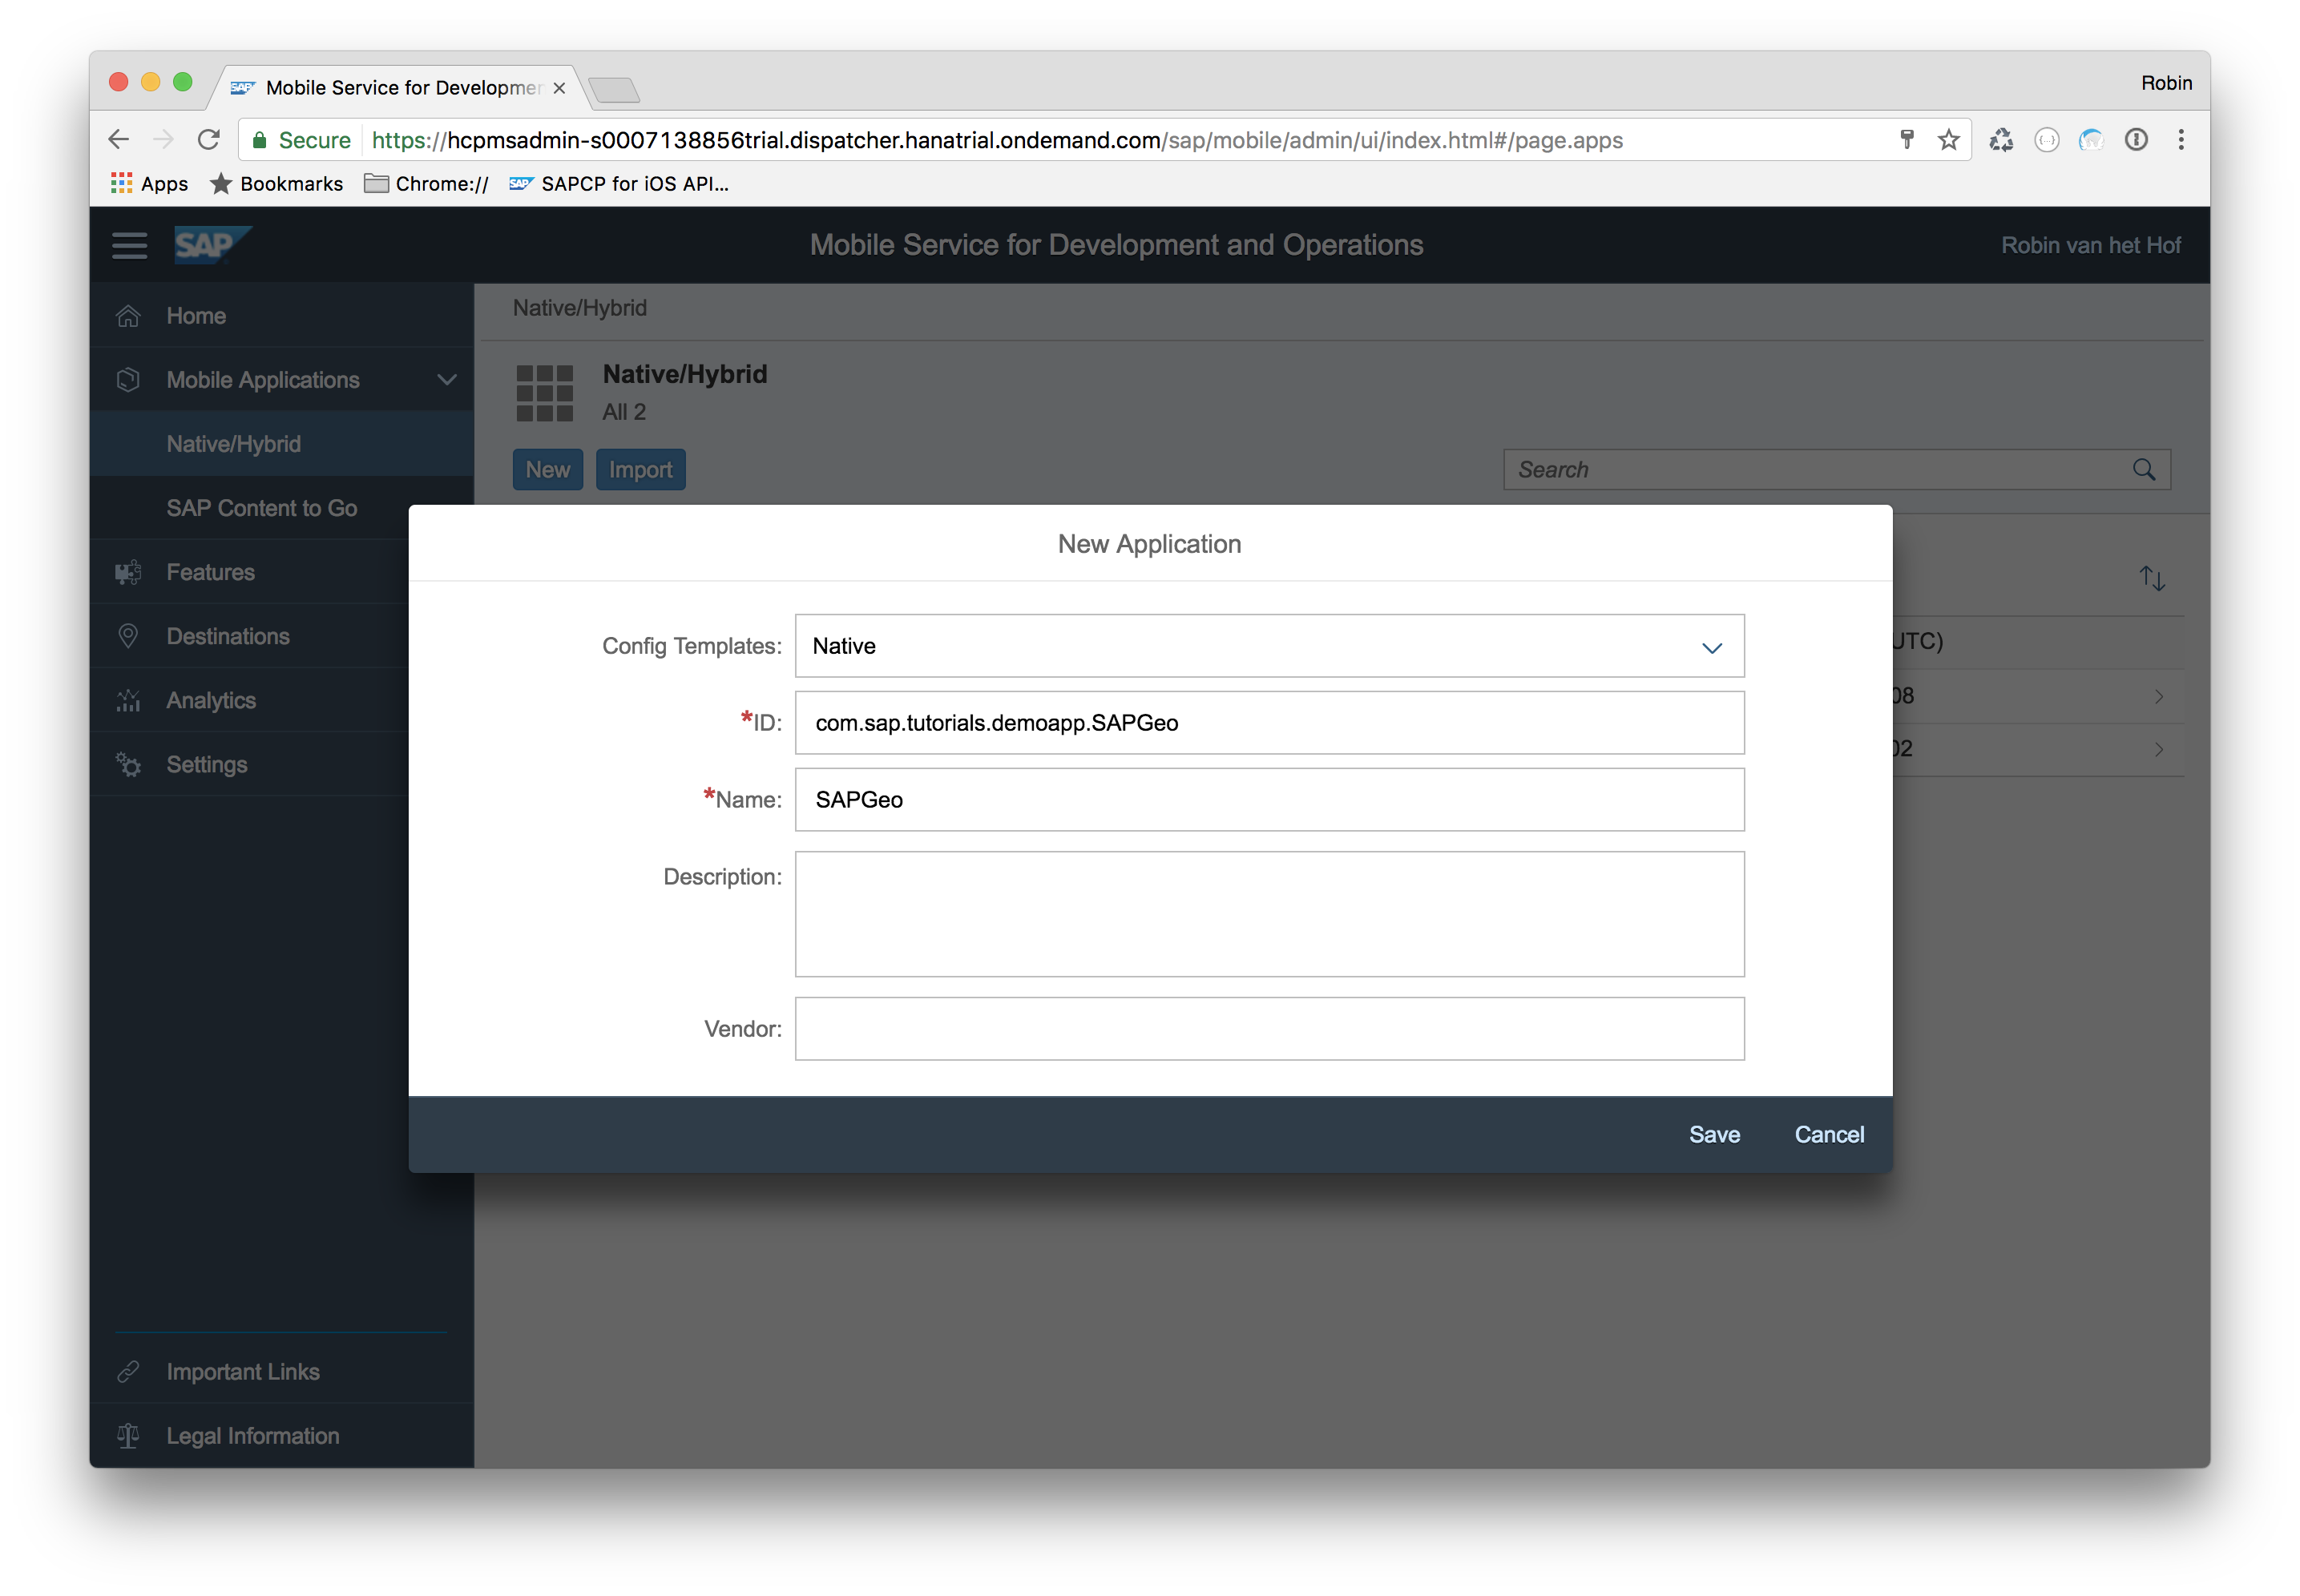 Mobile Service for Developmen
Robin
Secure https://hcpmsadmin-s0007138856trial.dispatcher.hanatrial.ondemand.com/sap/mobile/admin/ui/index.html#/page.apps
Apps Bookmarks Chrome:// SAP SAPCP for iOS API...
SAP Mobile Service for Development and Operations Robin van het Hof
Home
Mobile Applications
Native/Hybrid
SAP Content to Go
Features
Destinations
Analytics
Settings
Important Links
Legal Information
Native/Hybrid
Native/Hybrid
All 2
New Import Search
UTC)
08
02
New Application
Config Templates: Native
*ID: com.sap.tutorials.demoapp.SAPGeo
*Name: SAPGeo
Description:
Vendor:
Save Cancel